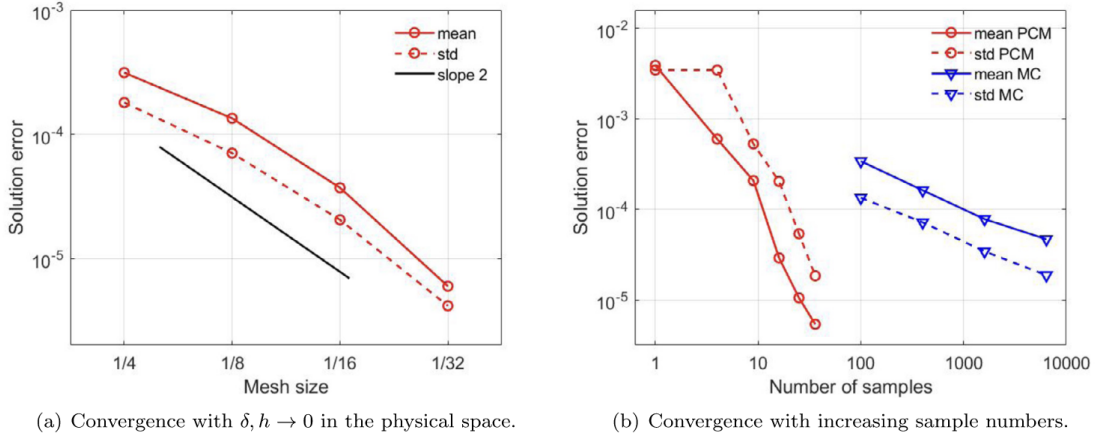 10^-3
10^-4
10^-5
Solution error
mean
std
slope 2
1/4
1/8
1/16
1/32
Mesh size
(a) Convergence with δ, h → 0 in the physical space.
10^-2
10^-3
10^-4
10^-5
Solution error
mean PCM
std PCM
mean MC
std MC
1
10
100
1000
10000
Number of samples
(b) Convergence with increasing sample numbers.